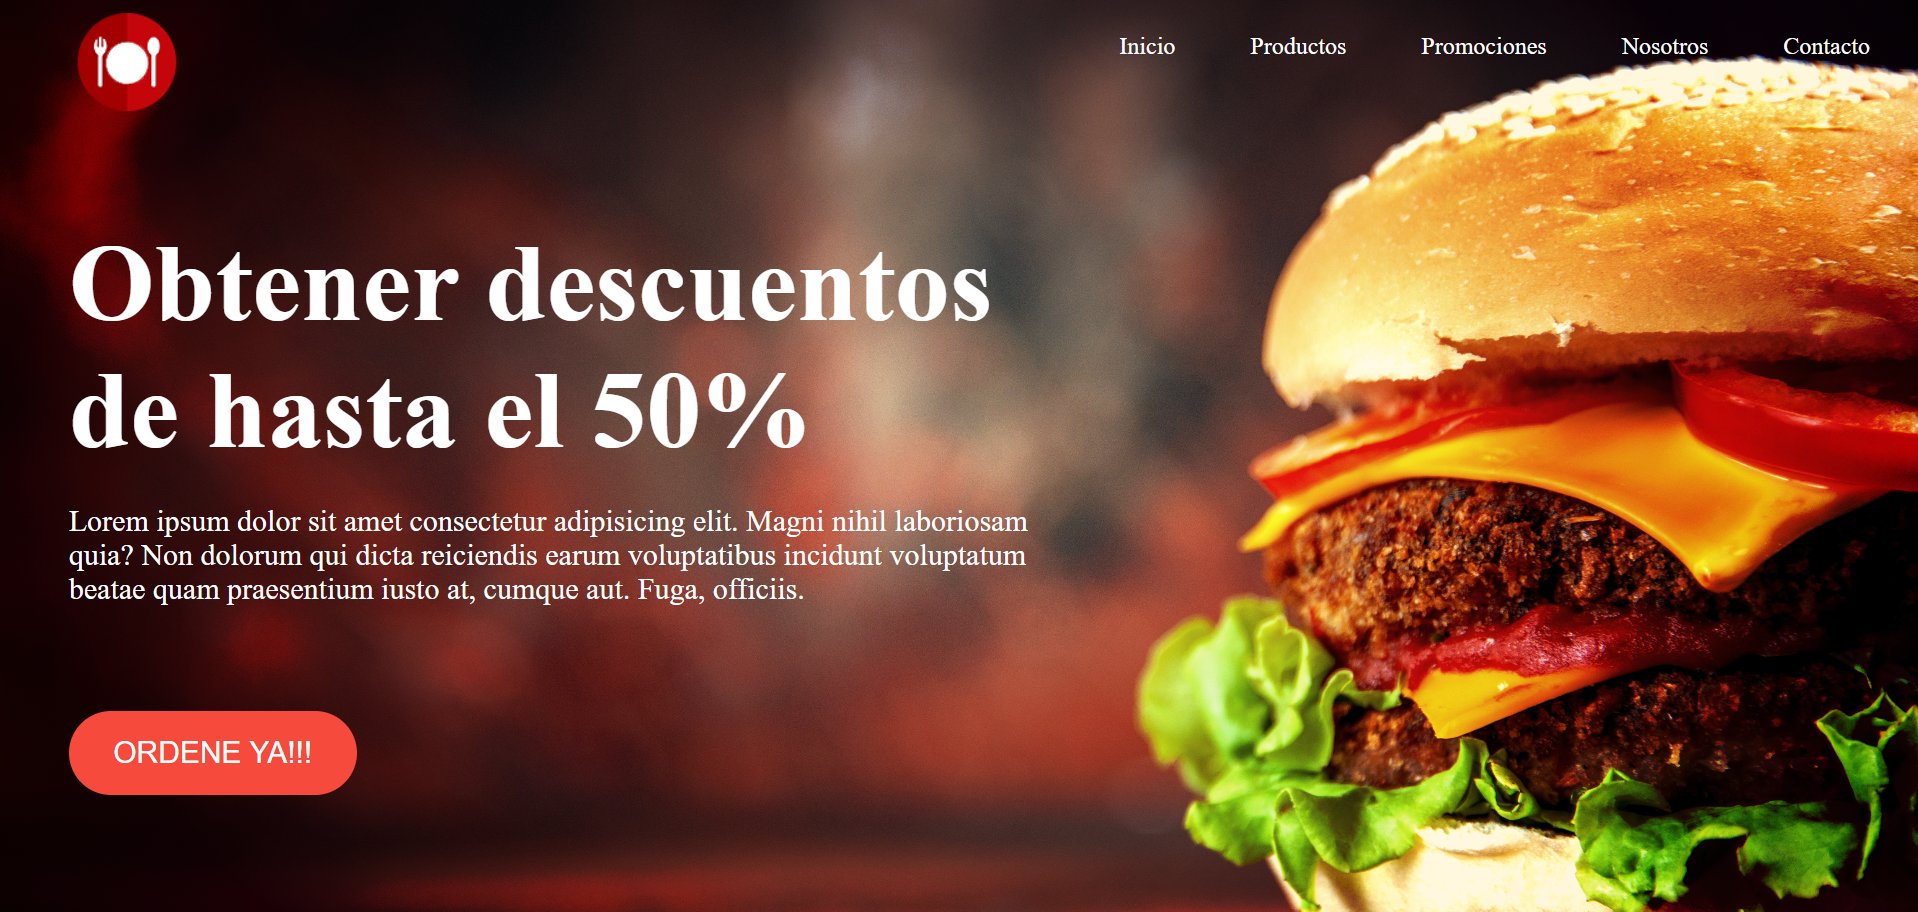 Inicio Productos Promociones Nosotros Contacto
Obtener descuentos
de hasta el 50%
Lorem ipsum dolor sit amet consectetur adipisicing elit. Magni nihil laboriosam
quia? Non dolorum qui dicta reiciendis earum voluptatibus incidunt voluptatum
beatae quam praesentium iusto at, cumque aut. Fuga, officiis.
ORDENE YA!!!